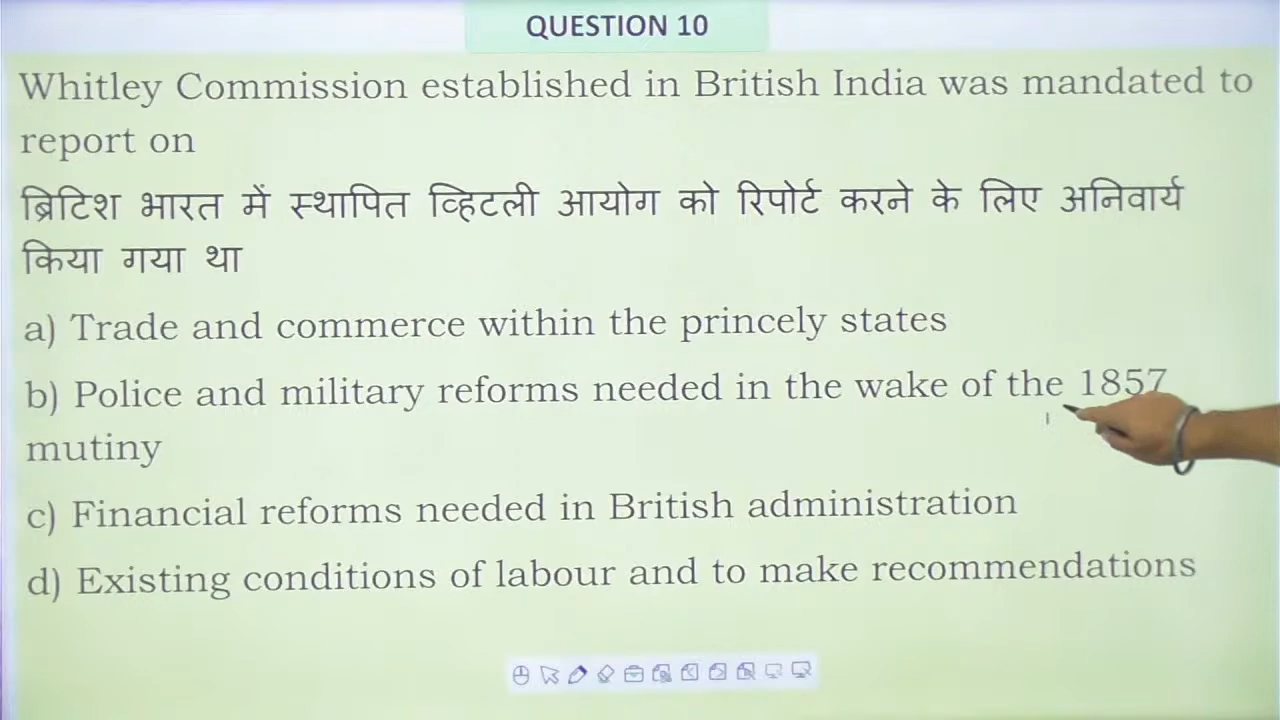 QUESTION 10
Whitley Commission established in British India was mandated to
report on
ब्रिटिश भारत में स्थापित व्हिटली आयोग को रिपोर्ट करने के लिए अनिवार्य
किया गया था
a) Trade and commerce within the princely states
b) Police and military reforms needed in the wake of the 1857
mutiny
c) Financial reforms needed in British administration
d) Existing conditions of labour and to make recommendations